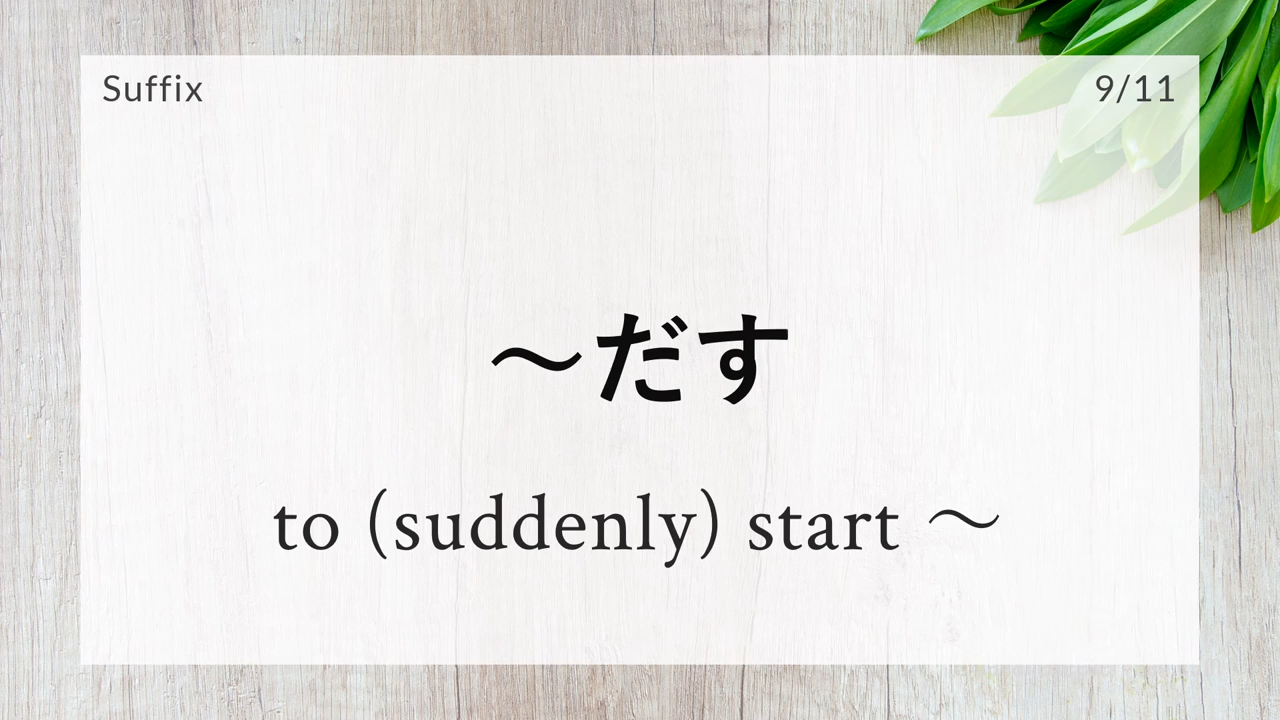 Suffix
9/11
～だす
to (suddenly) start ～